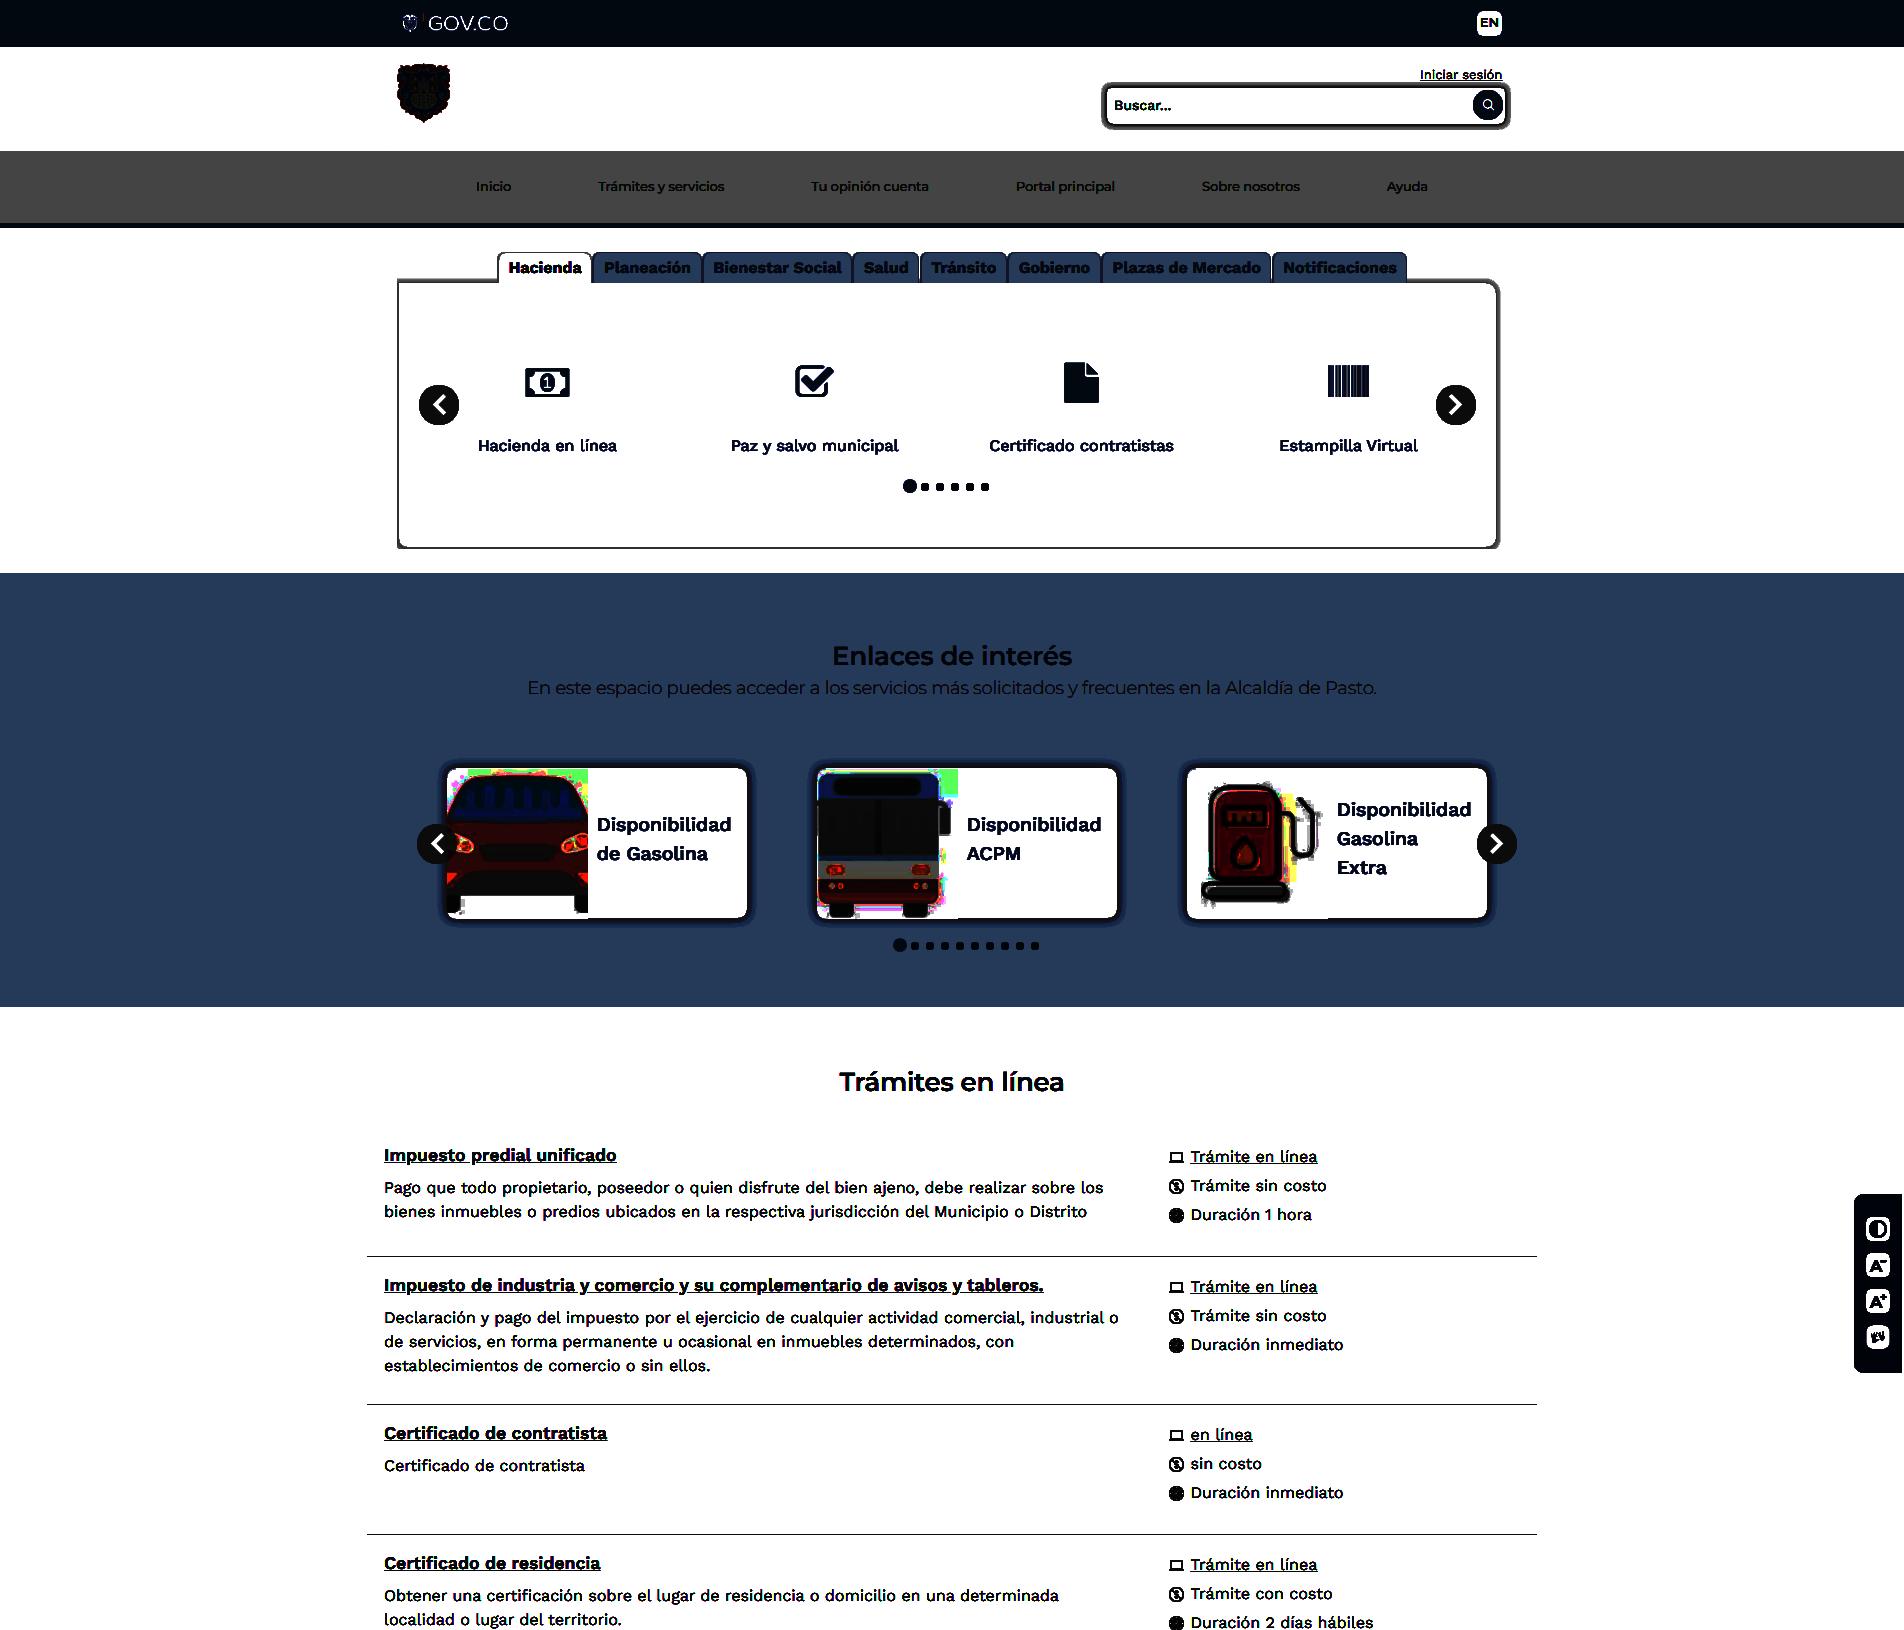 GOV.CO
EN
Iniciar sesión
Buscar...
Inicio Trámites y servicios Tu opinión cuenta Portal principal Sobre nosotros Ayuda
Hacienda Planeación Bienestar Social Salud Tránsito Gobierno Plazas de Mercado Notificaciones
1
Hacienda en línea Paz y salvo municipal Certificado contratistas Estampilla Virtual
Enlaces de interés
En este espacio puedes acceder a los servicios más solicitados y frecuentes en la Alcaldía de Pasto.
Disponibilidad
de Gasolina
Disponibilidad
ACPM
Disponibilidad
Gasolina
Extra
Trámites en línea
Impuesto predial unificado
Pago que todo propietario, poseedor o quien disfrute del bien ajeno, debe realizar sobre los
bienes inmuebles o predios ubicados en la respectiva jurisdicción del Municipio o Distrito
Trámite en línea
Trámite sin costo
Duración 1 hora
Impuesto de industria y comercio y su complementario de avisos y tableros.
Declaración y pago del impuesto por el ejercicio de cualquier actividad comercial, industrial o
de servicios, en forma permanente u ocasional en inmuebles determinados, con
establecimientos de comercio o sin ellos.
Trámite en línea
Trámite sin costo
Duración inmediato
Certificado de contratista
Certificado de contratista
en línea
sin costo
Duración inmediato
Certificado de residencia
Obtener una certificación sobre el lugar de residencia o domicilio en una determinada
localidad o lugar del territorio.
Trámite en línea
Trámite con costo
Duración 2 días hábiles
A-
A+